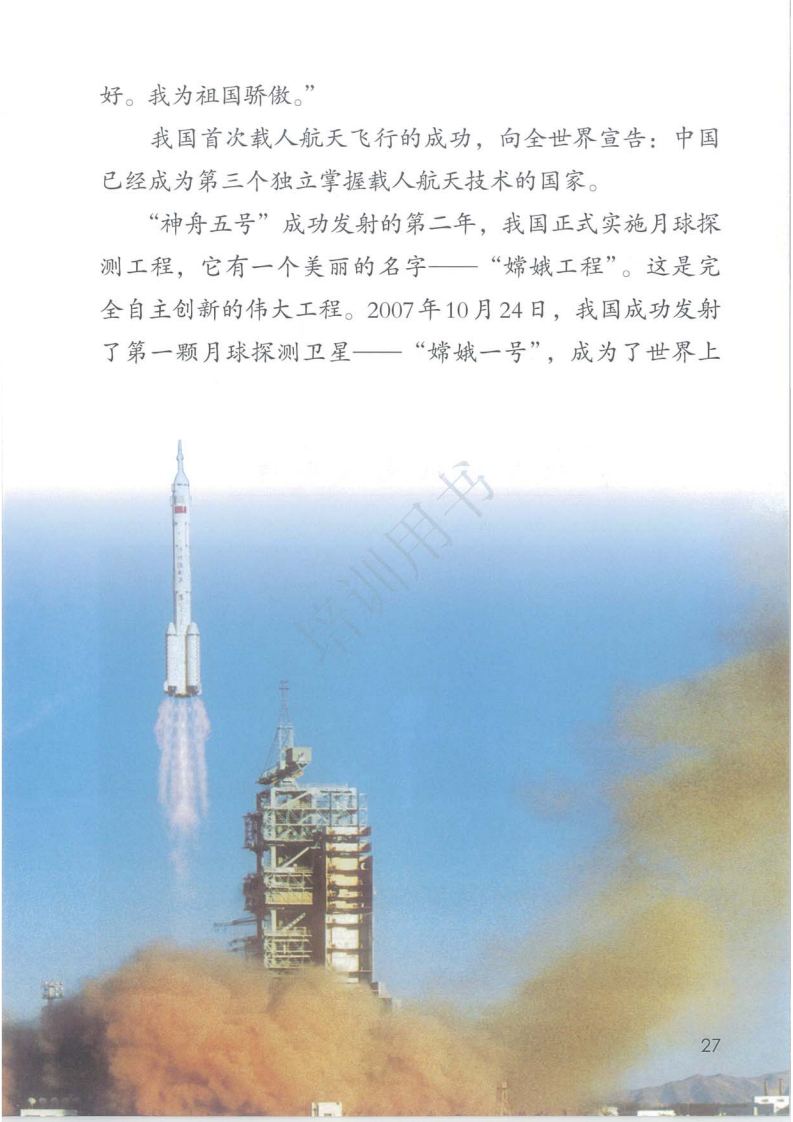 好。我为祖国骄傲。”
我国首次载人航天飞行的成功，向全世界宣告：中国
已经成为第三个独立掌握载人航天技术的国家。
“神舟五号”成功发射的第二年，我国正式实施月球探
测工程，它有一个美丽的名字——“嫦娥工程”。这是完
全自主创新的伟大工程。2007年10月24日，我国成功发射
了第一颗月球探测卫星——“嫦娥一号”，成为了世界上
培训用书
27